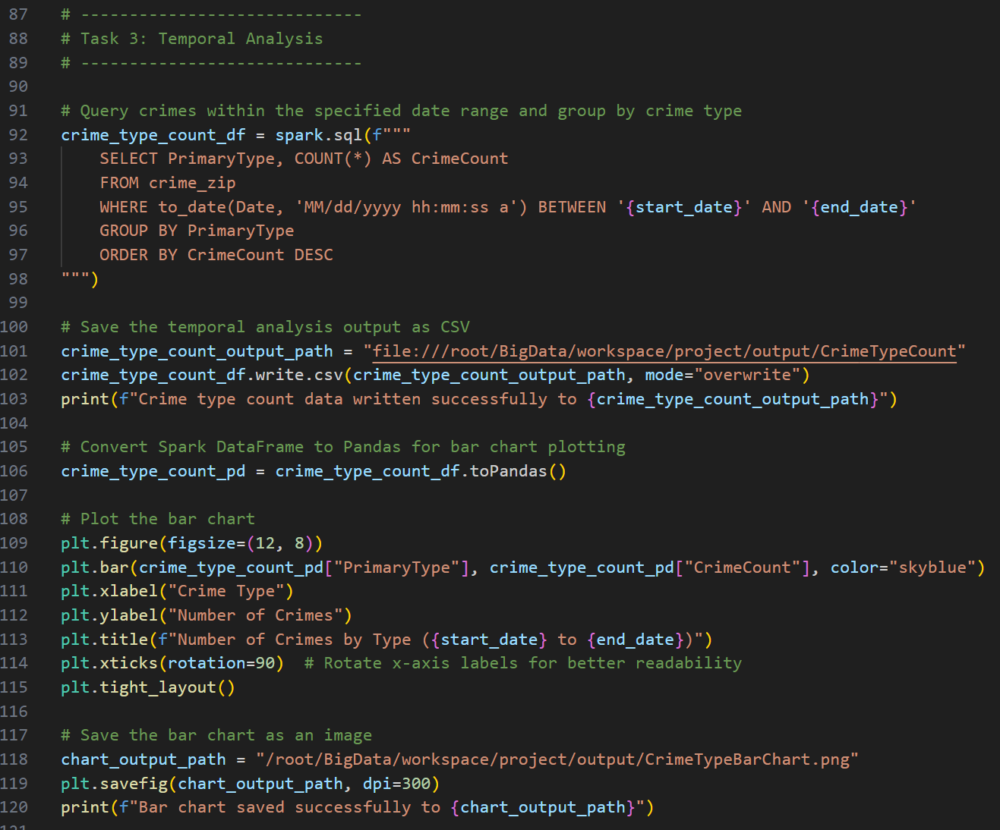 87 # -----------------------------
88 # Task 3: Temporal Analysis
89 # -----------------------------
90
91 # Query crimes within the specified date range and group by crime type
92 crime_type_count_df = spark.sql(f"""
93     SELECT PrimaryType, COUNT(*) AS CrimeCount
94     FROM crime_zip
95     WHERE to_date(Date, 'MM/dd/yyyy hh:mm:ss a') BETWEEN '{start_date}' AND '{end_date}'
96     GROUP BY PrimaryType
97     ORDER BY CrimeCount DESC
98 """)
99
100 # Save the temporal analysis output as CSV
101 crime_type_count_output_path = "file:///root/BigData/workspace/project/output/CrimeTypeCount"
102 crime_type_count_df.write.csv(crime_type_count_output_path, mode="overwrite")
103 print(f"Crime type count data written successfully to {crime_type_count_output_path}")
104
105 # Convert Spark DataFrame to Pandas for bar chart plotting
106 crime_type_count_pd = crime_type_count_df.toPandas()
107
108 # Plot the bar chart
109 plt.figure(figsize=(12, 8))
110 plt.bar(crime_type_count_pd["PrimaryType"], crime_type_count_pd["CrimeCount"], color="skyblue")
111 plt.xlabel("Crime Type")
112 plt.ylabel("Number of Crimes")
113 plt.title(f"Number of Crimes by Type ({start_date} to {end_date})")
114 plt.xticks(rotation=90)  # Rotate x-axis labels for better readability
115 plt.tight_layout()
116
117 # Save the bar chart as an image
118 chart_output_path = "/root/BigData/workspace/project/output/CrimeTypeBarChart.png"
119 plt.savefig(chart_output_path, dpi=300)
120 print(f"Bar chart saved successfully to {chart_output_path}")